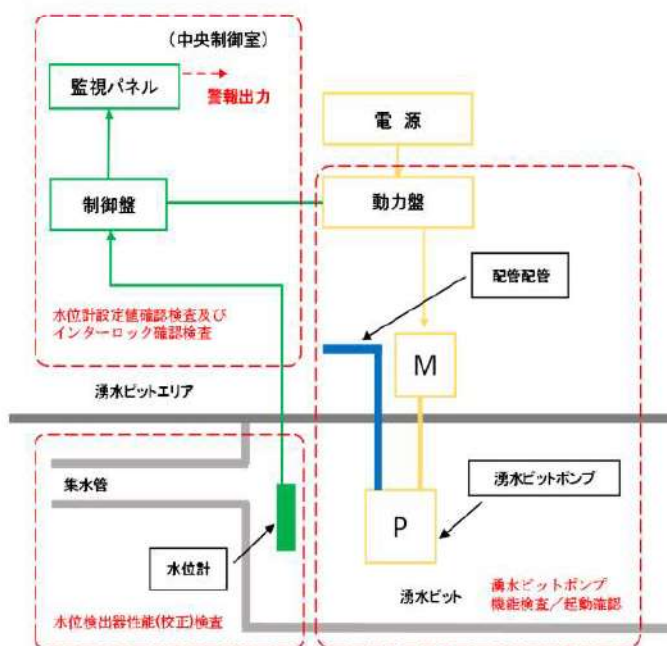 (中央制御室)
監視パネル
警報出力
電 源
制御盤
動力盤
配管配管
水位計設定値確認検査及び
インターロック確認検査
M
湧水ピットエリア
集水管
湧水ピットポンプ
P
水位計
湧水ピット
湧水ピットポンプ
機能検査/起動確認
水位検出器性能(校正)検査